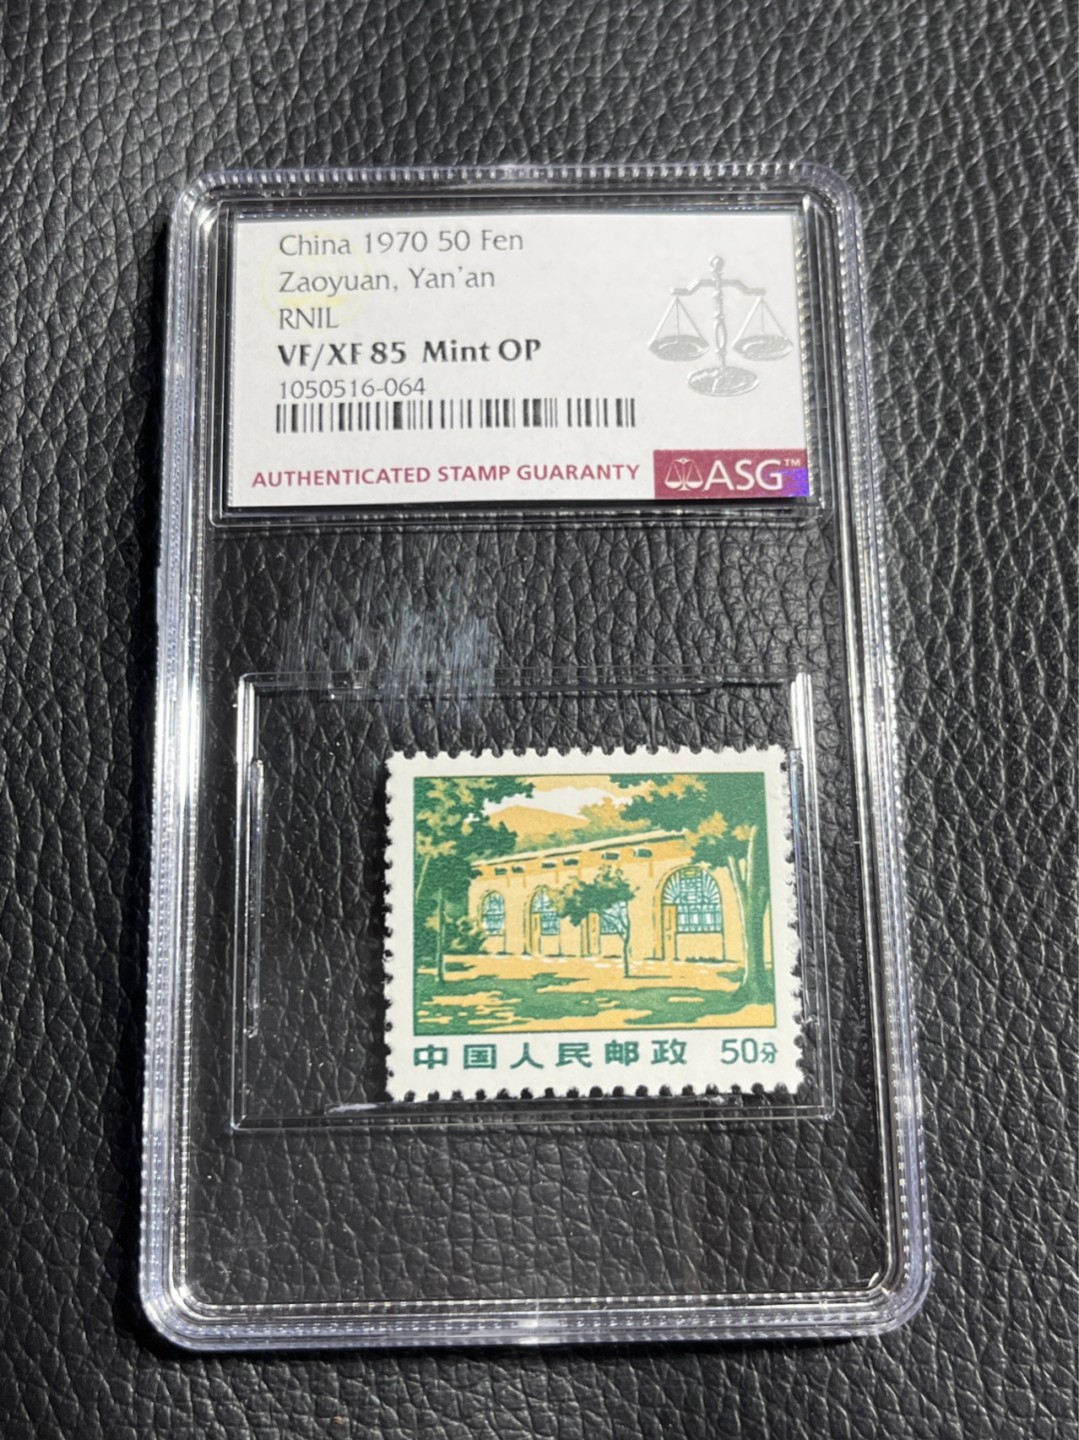 China 1970 50 Fen
Zaoyuan, Yan'an
RNIL
VF/XF 85 Mint OP
1050516-064
AUTHENTICATED STAMP GUARANTY
ASG™
中国人民邮政 50分